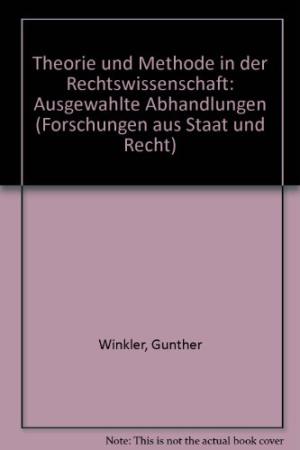 Theorie und Methode in der
Rechtswissenschaft:
Ausgewahlte Abhandlungen
(Forschungen aus Staat und
Recht)
Winkler, Gunther
Note: This is not the actual book cover